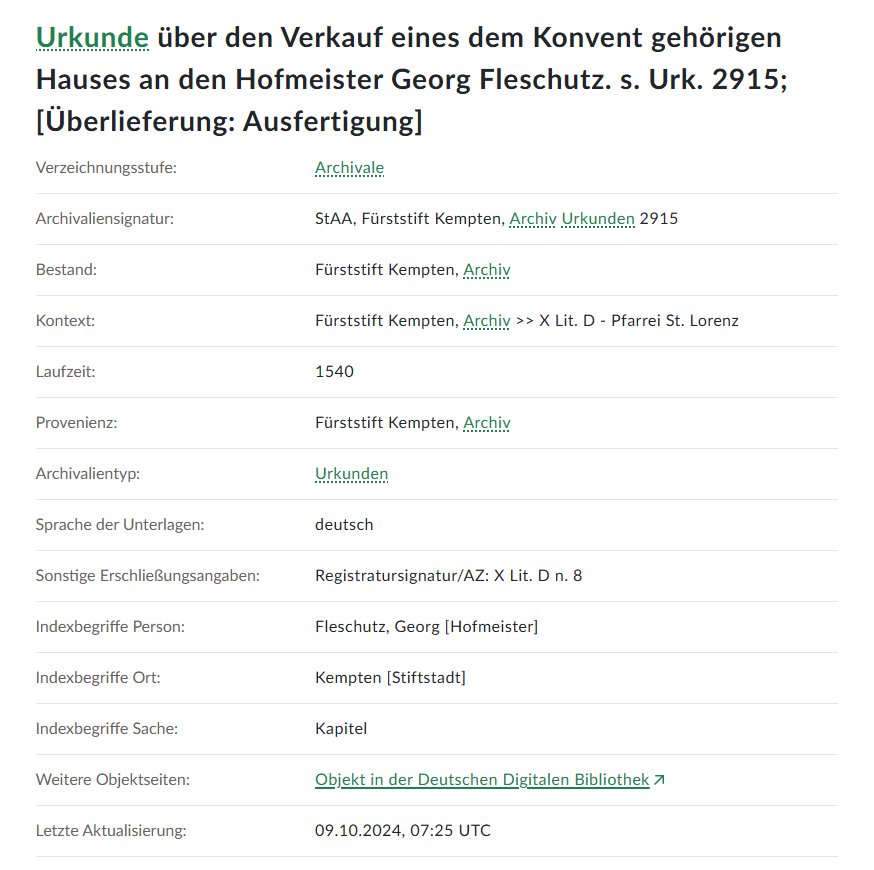 Urkunde über den Verkauf eines dem Konvent gehörigen
Hauses an den Hofmeister Georg Fleschutz. s. Urk. 2915;
[Überlieferung: Ausfertigung]
Verzeichnungsstufe: Archivale
Archivaliensignatur: StAA, Fürststift Kempten, Archiv Urkunden 2915
Bestand: Fürststift Kempten, Archiv
Kontext: Fürststift Kempten, Archiv >> X Lit. D - Pfarrei St. Lorenz
Laufzeit: 1540
Provenienz: Fürststift Kempten, Archiv
Archivalientyp: Urkunden
Sprache der Unterlagen: deutsch
Sonstige Erschließungsangaben: Registratursignatur/AZ: X Lit. D n. 8
Indexbegriffe Person: Fleschutz, Georg [Hofmeister]
Indexbegriffe Ort: Kempten [Stiftstadt]
Indexbegriffe Sache: Kapitel
Weitere Objektseiten: Objekt in der Deutschen Digitalen Bibliothek
Letzte Aktualisierung: 09.10.2024, 07:25 UTC